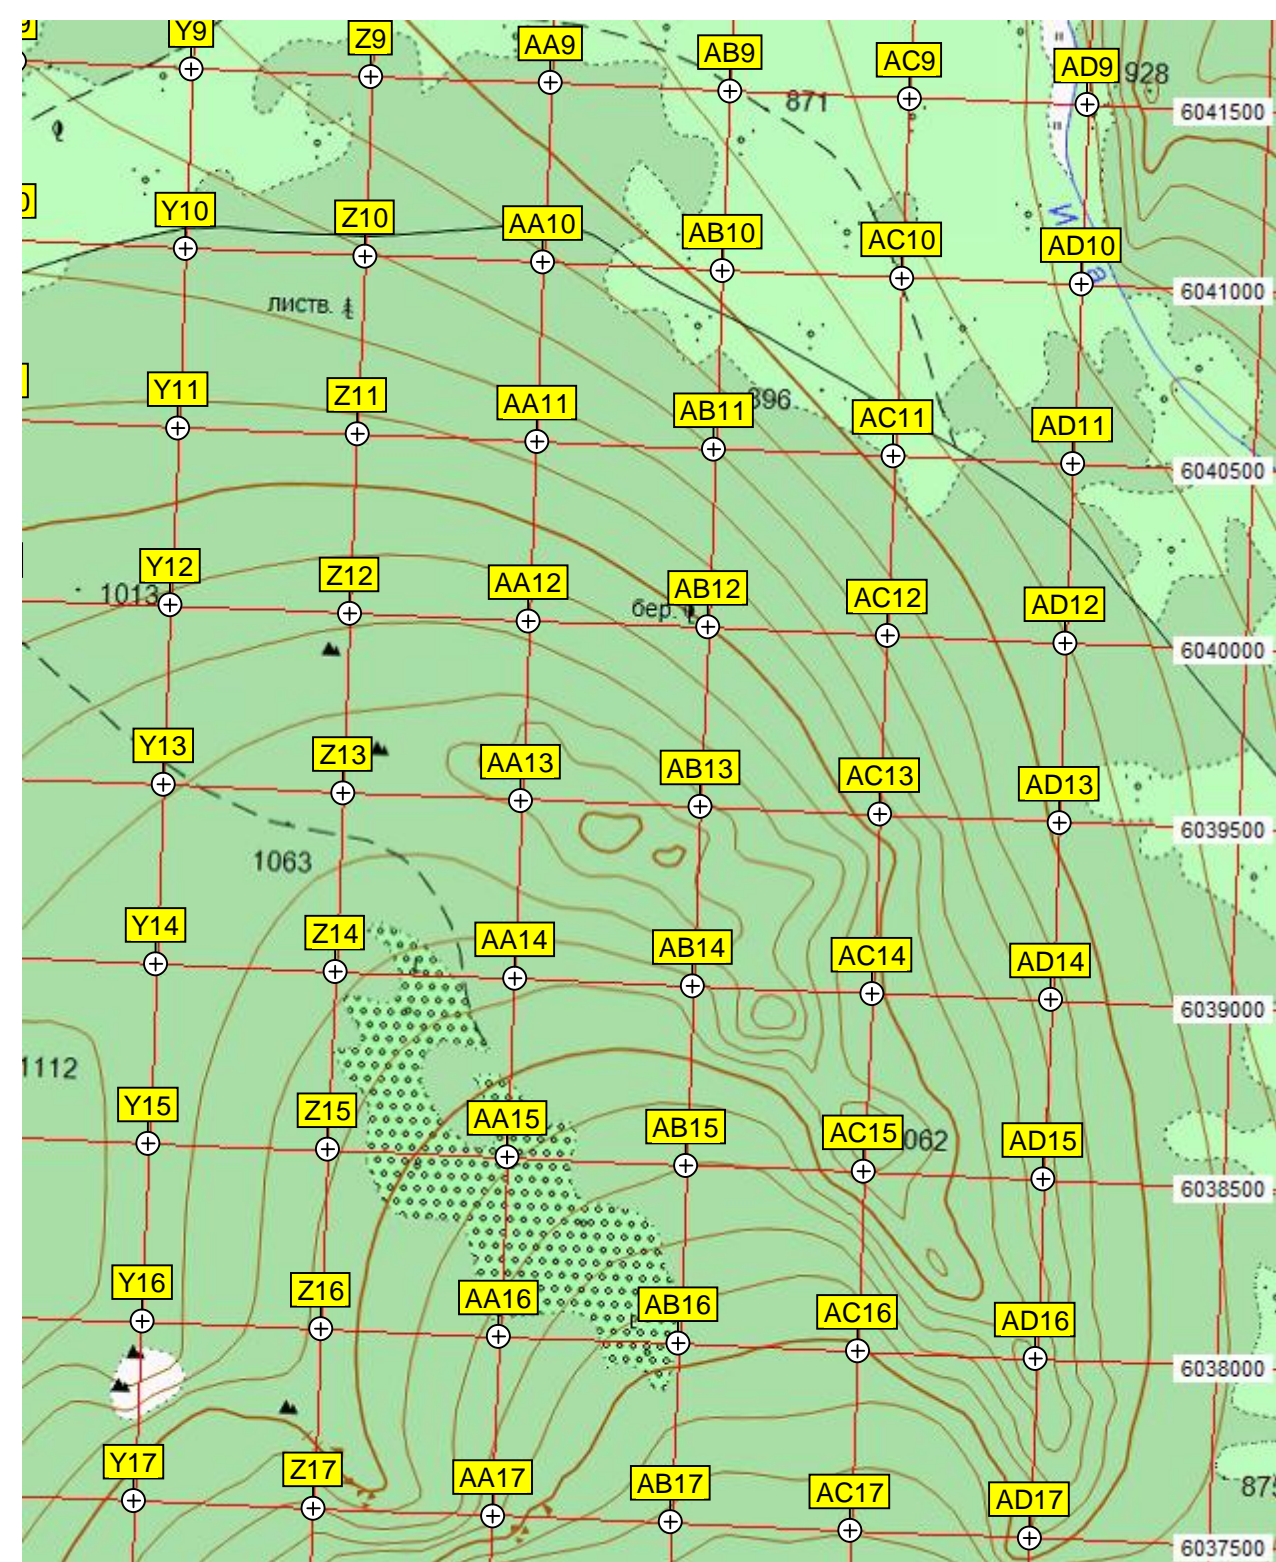 Y9 Z9 AA9 AB9 AC9 AD9 928
871
6041500
Y10 Z10 AA10 AB10 AC10 AD10
6041000
листв.
Y11 Z11 AA11 AB11 AC11 AD11
6040500
Y12 Z12 AA12 AB12 AC12 AD12
1013
бер.
6040000
Y13 Z13 AA13 AB13 AC13 AD13
6039500
1063
Y14 Z14 AA14 AB14 AC14 AD14
6039000
1112
Y15 Z15 AA15 AB15 AC15 AD15
6038500
Y16 Z16 AA16 AB16 AC16 AD16
6038000
Y17 Z17 AA17 AB17 AC17 AD17
6037500